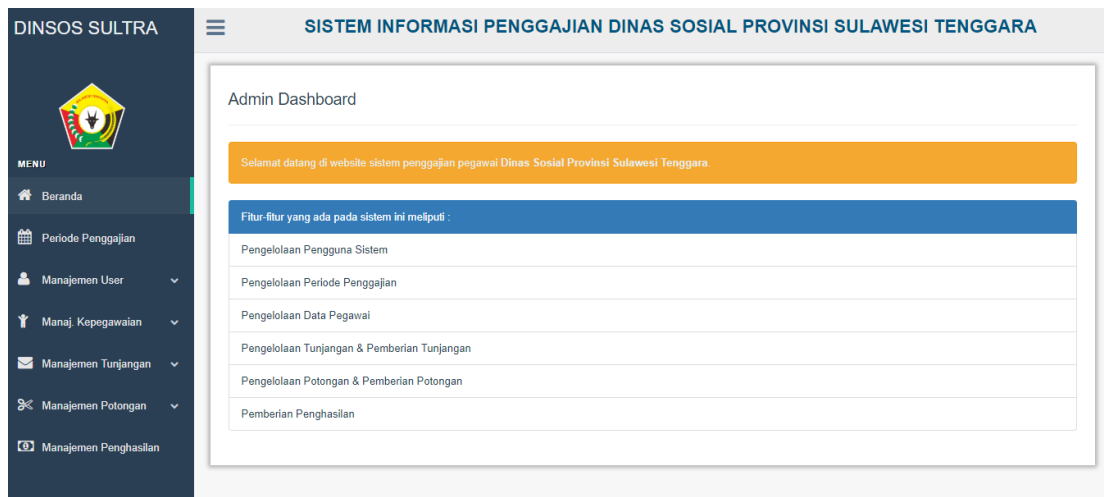 DINSOS SULTRA
SISTEM INFORMASI PENGGAJIAN DINAS SOSIAL PROVINSI SULAWESI TENGGARA
MENU
Beranda
Periode Penggajian
Manajemen User
Manaj. Kepegawaian
Manajemen Tunjangan
Manajemen Potongan
Manajemen Penghasilan
Admin Dashboard
Selamat datang di website sistem penggajian pegawai Dinas Sosial Provinsi Sulawesi Tenggara.
Fitur-fitur yang ada pada sistem ini meliputi :
Pengelolaan Pengguna Sistem
Pengelolaan Periode Penggajian
Pengelolaan Data Pegawai
Pengelolaan Tunjangan & Pemberian Tunjangan
Pengelolaan Potongan & Pemberian Potongan
Pemberian Penghasilan